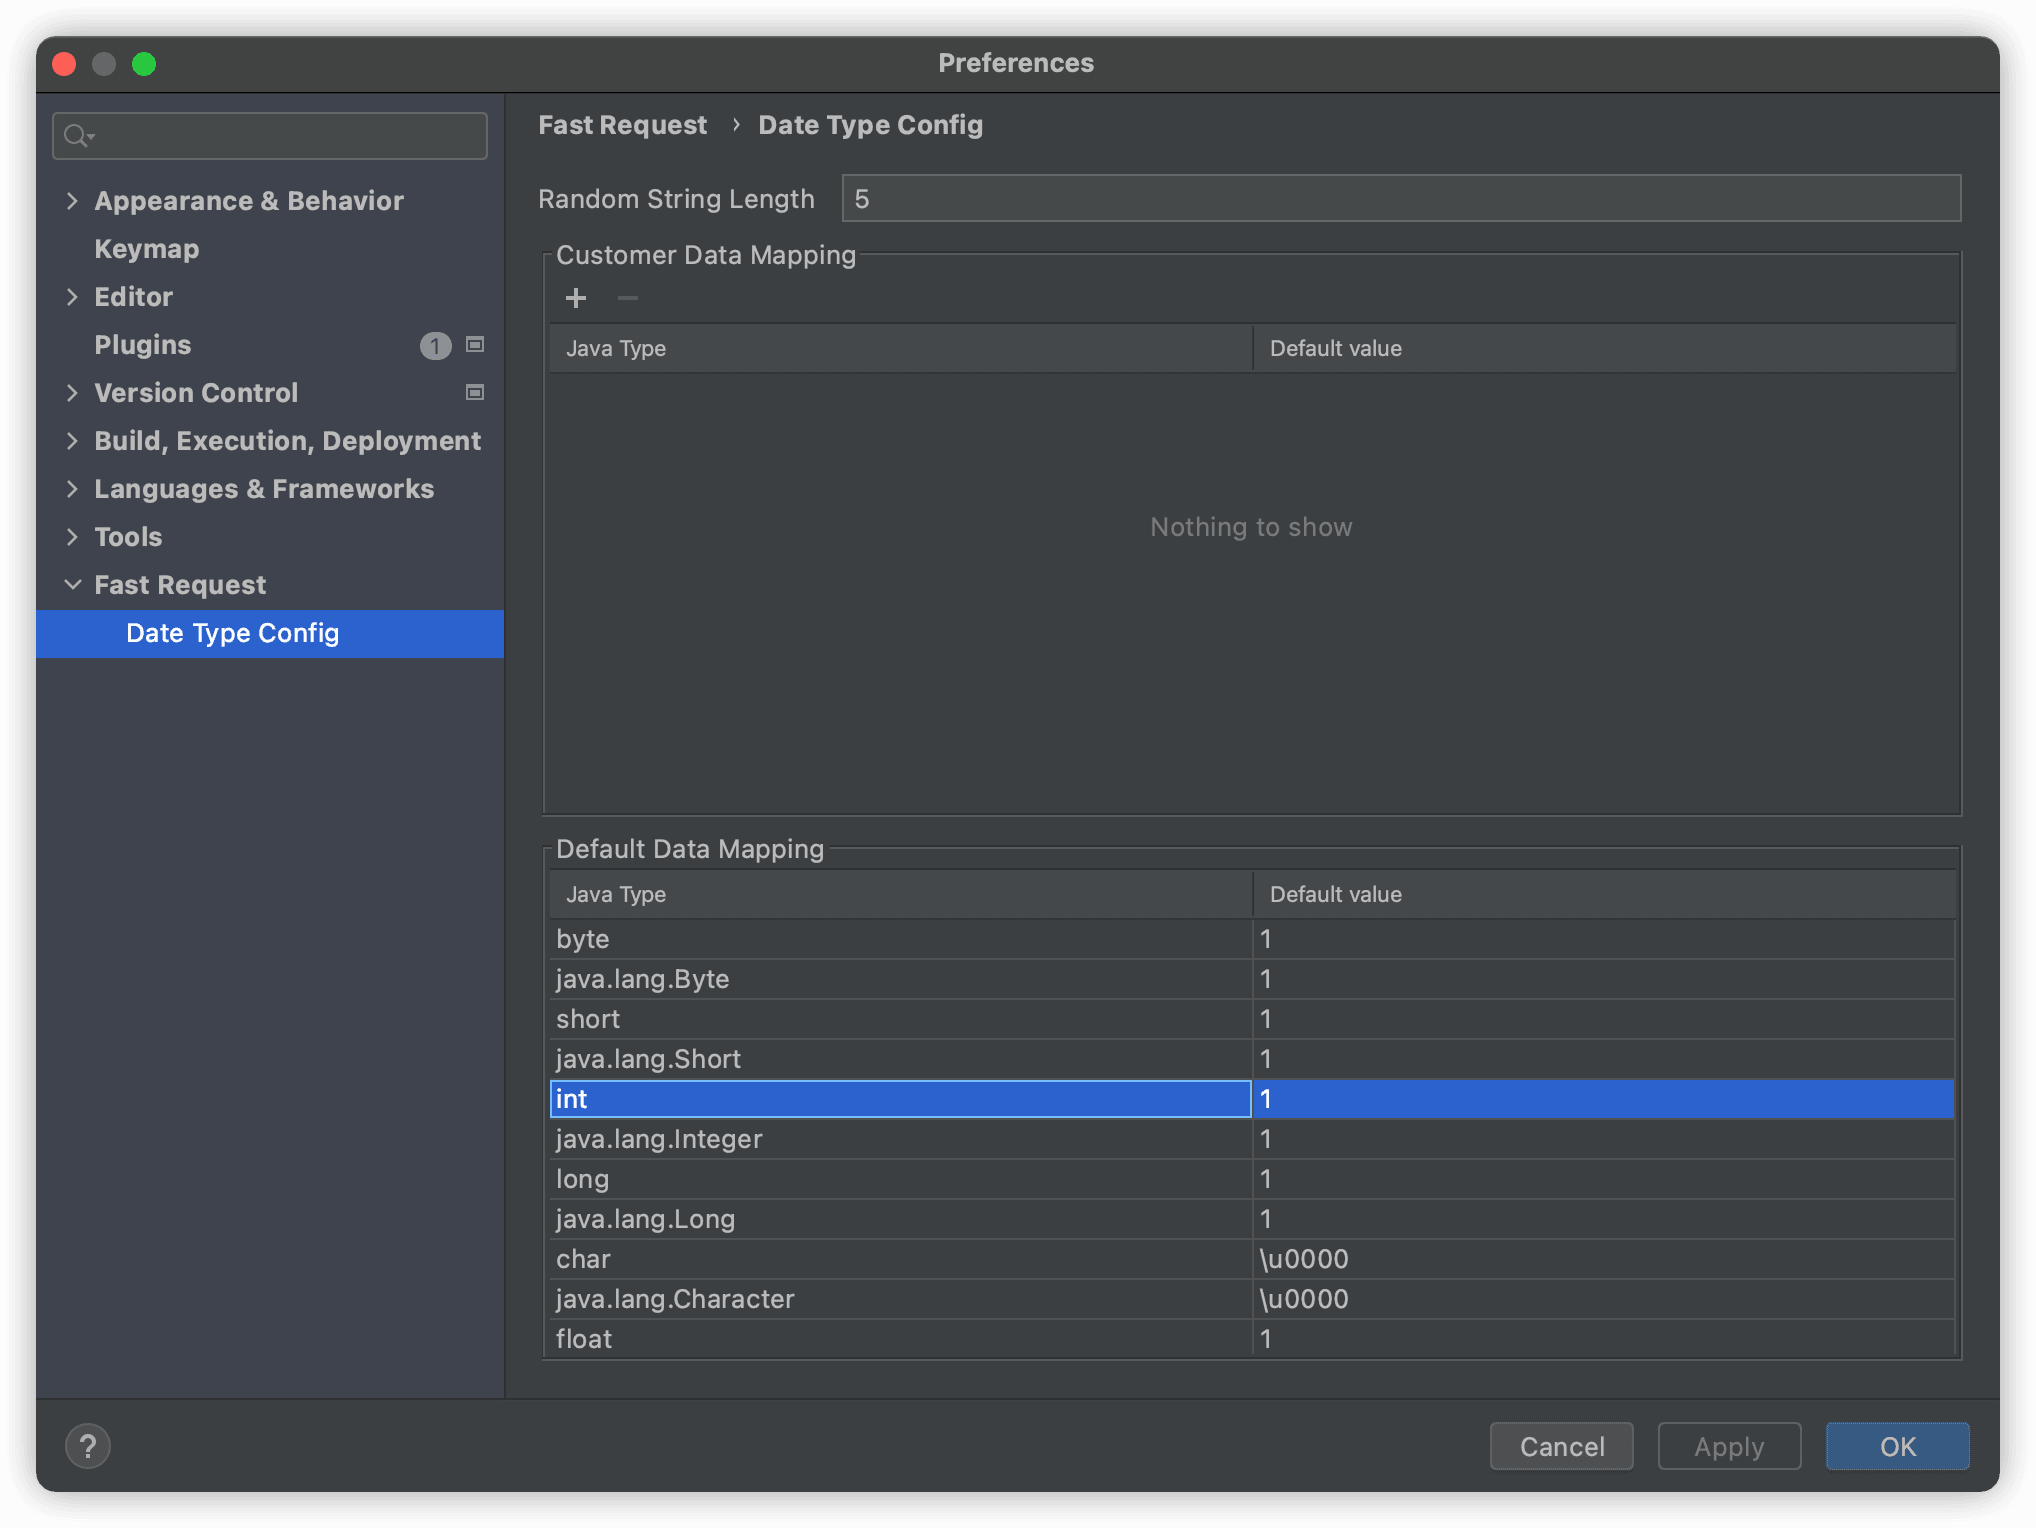 Preferences
Appearance & Behavior
Keymap
Editor
Plugins 1
Version Control
Build, Execution, Deployment
Languages & Frameworks
Tools
Fast Request
Date Type Config
Fast Request › Date Type Config
Random String Length 5
Customer Data Mapping
Java Type Default value
Nothing to show
Default Data Mapping
Java Type Default value
byte 1
java.lang.Byte 1
short 1
java.lang.Short 1
int 1
java.lang.Integer 1
long 1
java.lang.Long 1
char \u0000
java.lang.Character \u0000
float 1
? Cancel Apply OK